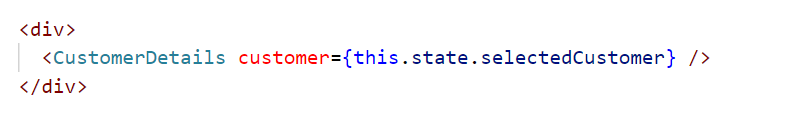 <div>
  <CustomerDetails customer={this.state.selectedCustomer} />
</div>